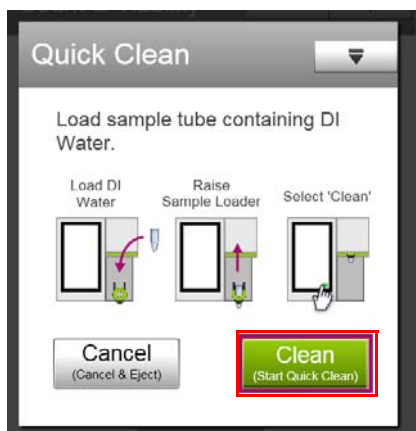 Quick Clean
Load sample tube containing DI
Water.
Load DI
Water
Raise
Sample Loader
Select 'Clean'
Cancel
(Cancel & Eject)
Clean
(Start Quick Clean)